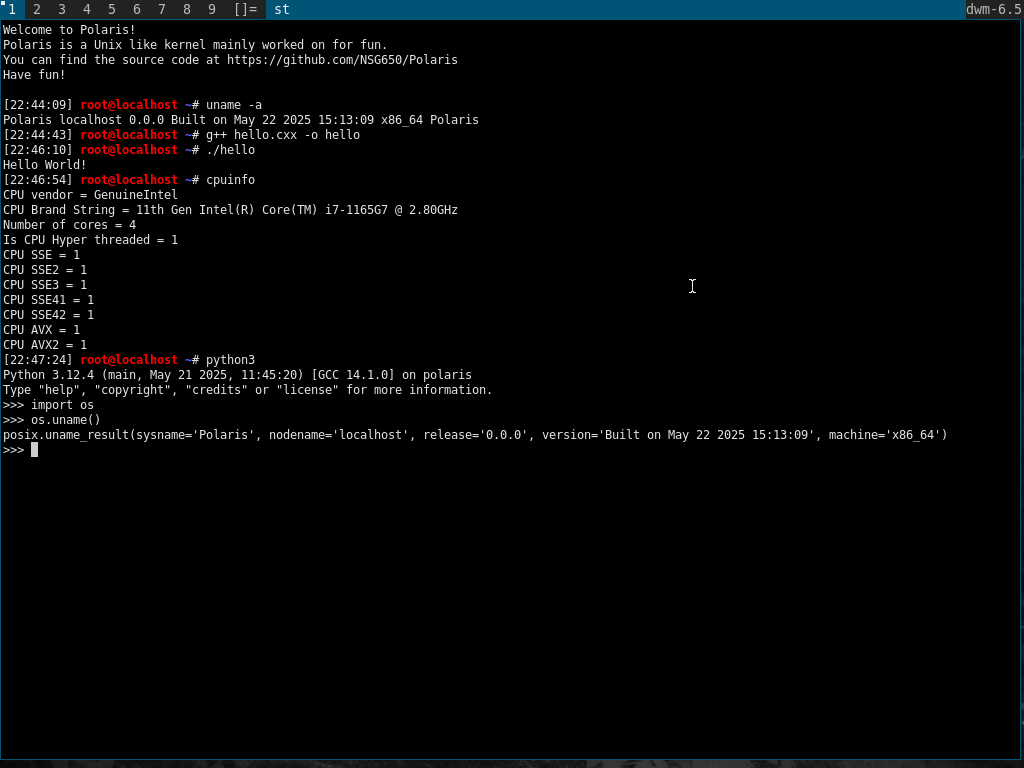 1 2 3 4 5 6 7 8 9 []= st dwm-6.5
Welcome to Polaris!
Polaris is a Unix like kernel mainly worked on for fun.
You can find the source code at https://github.com/NSG650/Polaris
Have fun!
[22:44:09] root@localhost ~# uname -a
Polaris localhost 0.0.0 Built on May 22 2025 15:13:09 x86_64 Polaris
[22:44:43] root@localhost ~# g++ hello.cxx -o hello
[22:46:10] root@localhost ~# ./hello
Hello World!
[22:46:54] root@localhost ~# cpuinfo
CPU vendor = GenuineIntel
CPU Brand String = 11th Gen Intel(R) Core(TM) i7-1165G7 @ 2.80GHz
Number of cores = 4
Is CPU Hyper threaded = 1
CPU SSE = 1
CPU SSE2 = 1
CPU SSE3 = 1
CPU SSE41 = 1
CPU SSE42 = 1
CPU AVX = 1
CPU AVX2 = 1
[22:47:24] root@localhost ~# python3
Python 3.12.4 (main, May 21 2025, 11:45:20) [GCC 14.1.0] on polaris
Type "help", "copyright", "credits" or "license" for more information.
>>> import os
>>> os.uname()
posix.uname_result(sysname='Polaris', nodename='localhost', release='0.0.0', version='Built on May 22 2025 15:13:09', machine='x86_64')
>>>